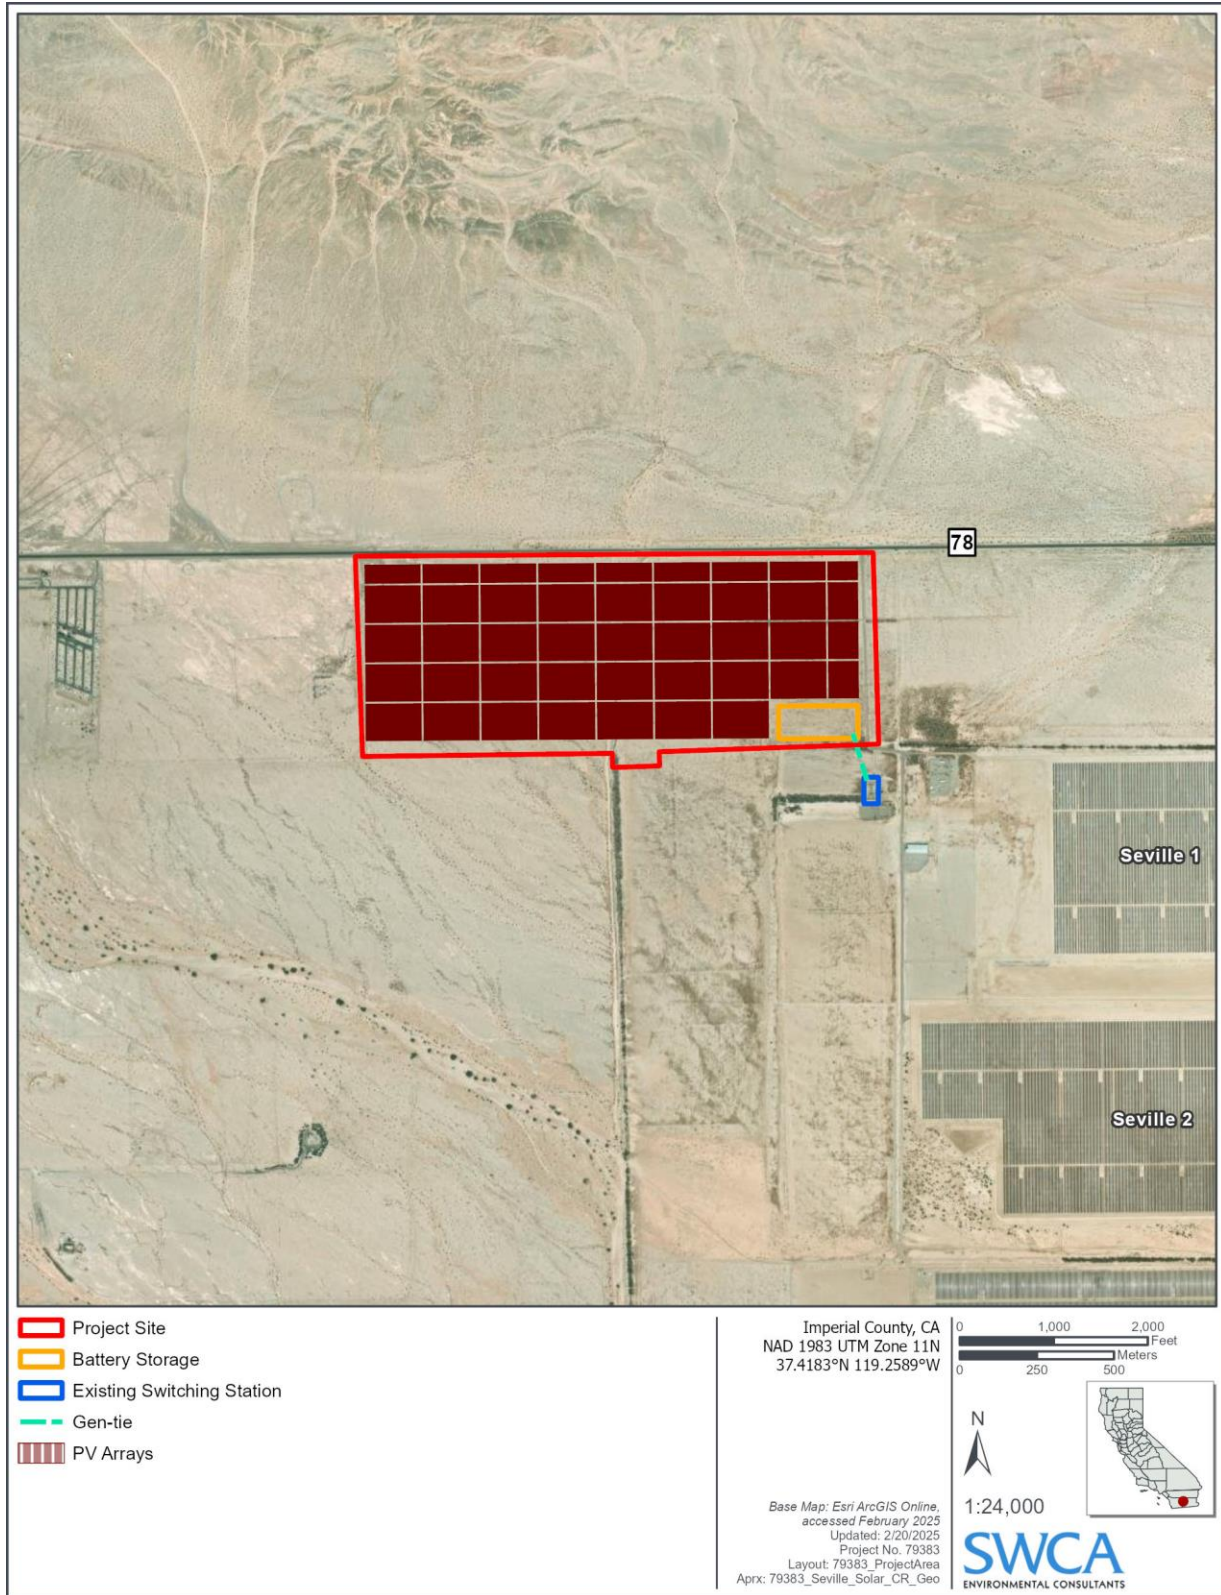 78
Seville 1
Seville 2
Project Site
Battery Storage
Existing Switching Station
Gen-tie
PV Arrays
Imperial County, CA
NAD 1983 UTM Zone 11N
37.4183°N 119.2589°W
Base Map: Esri ArcGIS Online,
accessed February 2025
Updated: 2/20/2025
Project No. 79383
Layout: 79383_ProjectArea
Aprx: 79383_Seville_Solar_CR_Geo
0 1,000 2,000
Feet
Meters
0 250 500
N
1:24,000
SWCA
ENVIRONMENTAL CONSULTANTS